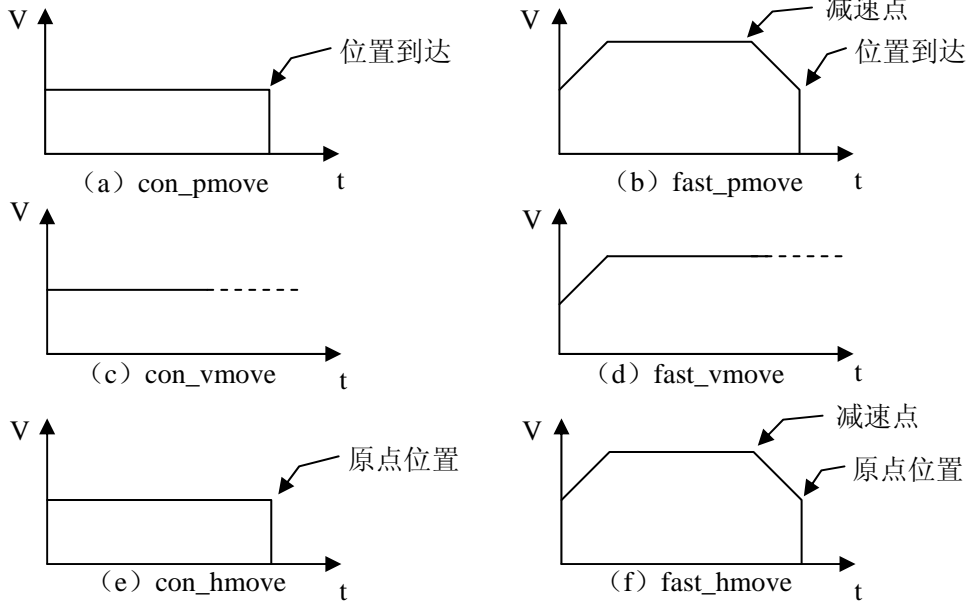 V
位置到达
（a）con_pmove
t
V
减速点
位置到达
（b）fast_pmove
t
V
（c）con_vmove
t
V
（d）fast_vmove
t
V
原点位置
（e）con_hmove
t
V
减速点
原点位置
（f）fast_hmove
t